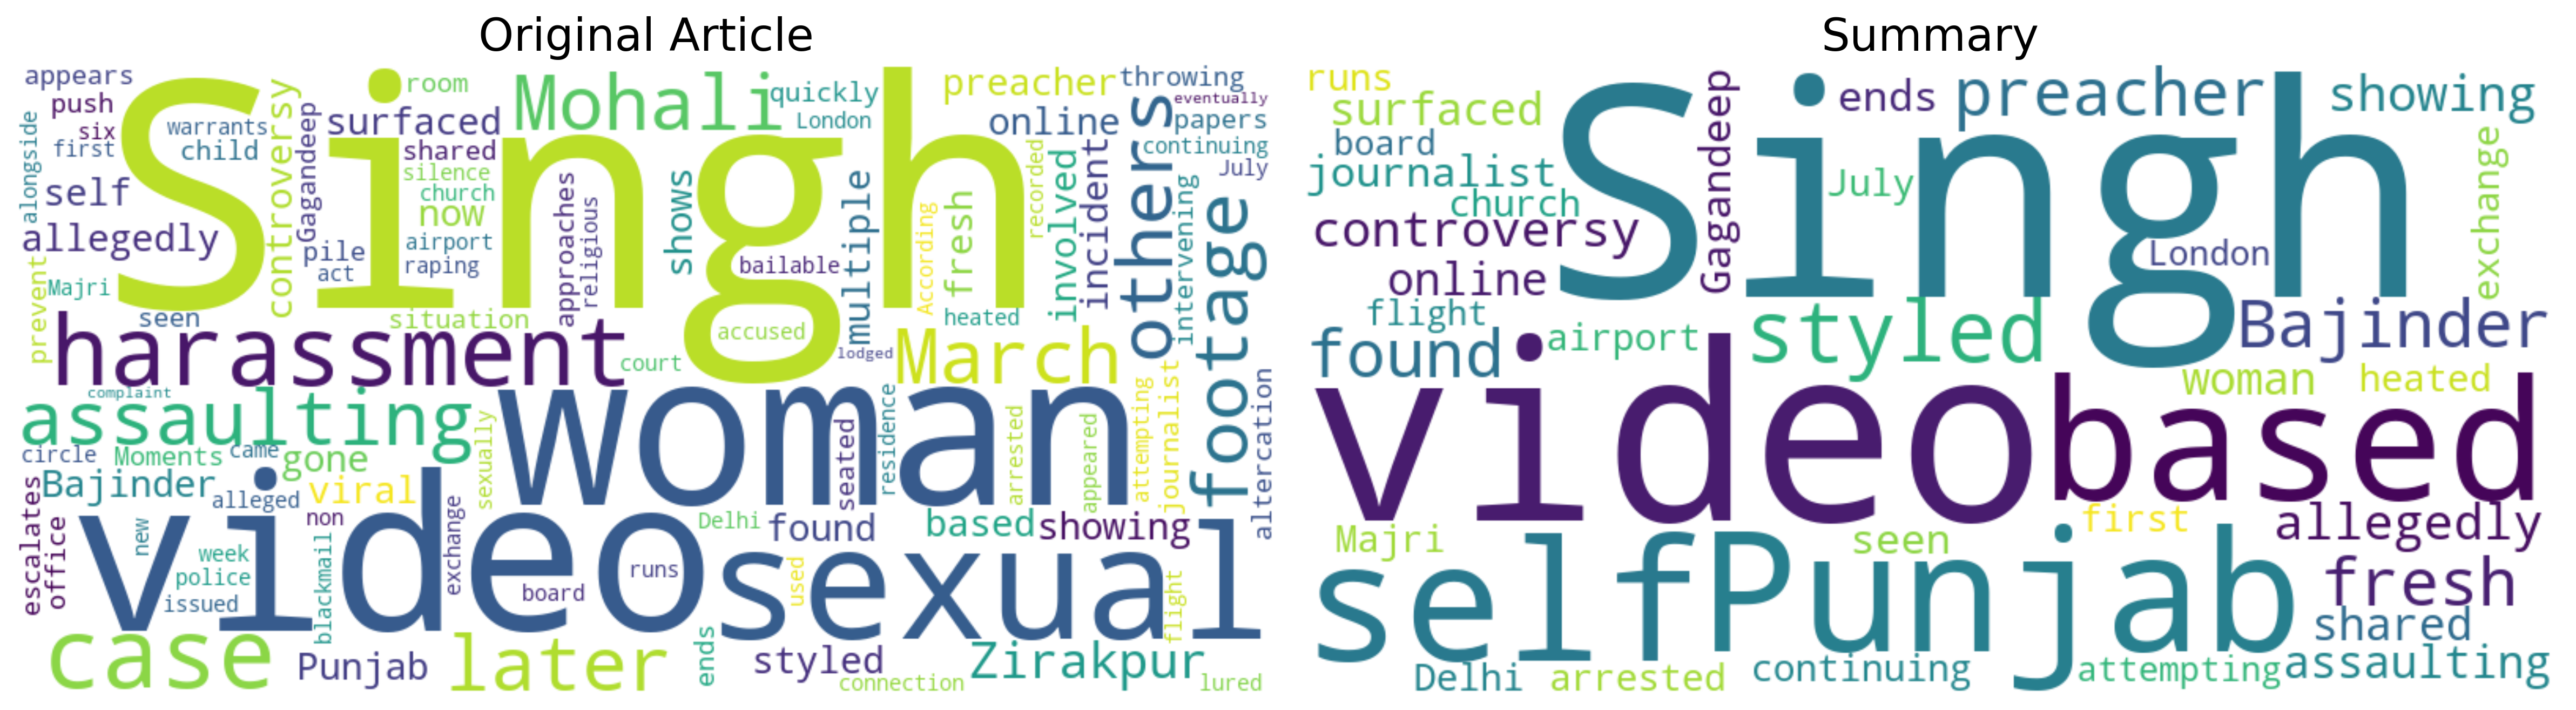 Original Article
Singh
woman
video
sexual
harassment
others
footage
Mohali
March
assaulting
case
later
Zirakpur
appears
push
six
first
alongside
self
allegedly
prevent
Majri
seen
warrants
child
controversy
Gagandeep
room
surfaced
shared
silence
church
now
airport
raping
pile
act
situation
approaches
religious
shows
bailable
accused
multiple
lodged
court
quickly
London
preacher
online
throwing
eventually
papers
continuing
July
recorded
involved
incident
intervening
According
fresh
heated
complaint
circle
Moments
came
gone
Bajinder
alleged
viral
sexually
escalates
office
new
week
police
issued
non
blackmail
exchange
Delhi
found
board
runs
used
seated
residence
arrested
appeared
attempting
journalist
altercation
based
showing
flight
Punjab
ends
styled
connection
lured
Summary
Singh
video
based
self
Punjab
styled
preacher
found
Bajinder
runs
surfaced
board
journalist
church
controversy
online
flight
airport
Gagandeep
ends
July
London
showing
exchange
woman
heated
first
allegedly
fresh
shared
assaulting
attempting
continuing
seen
Majri
Delhi
arrested